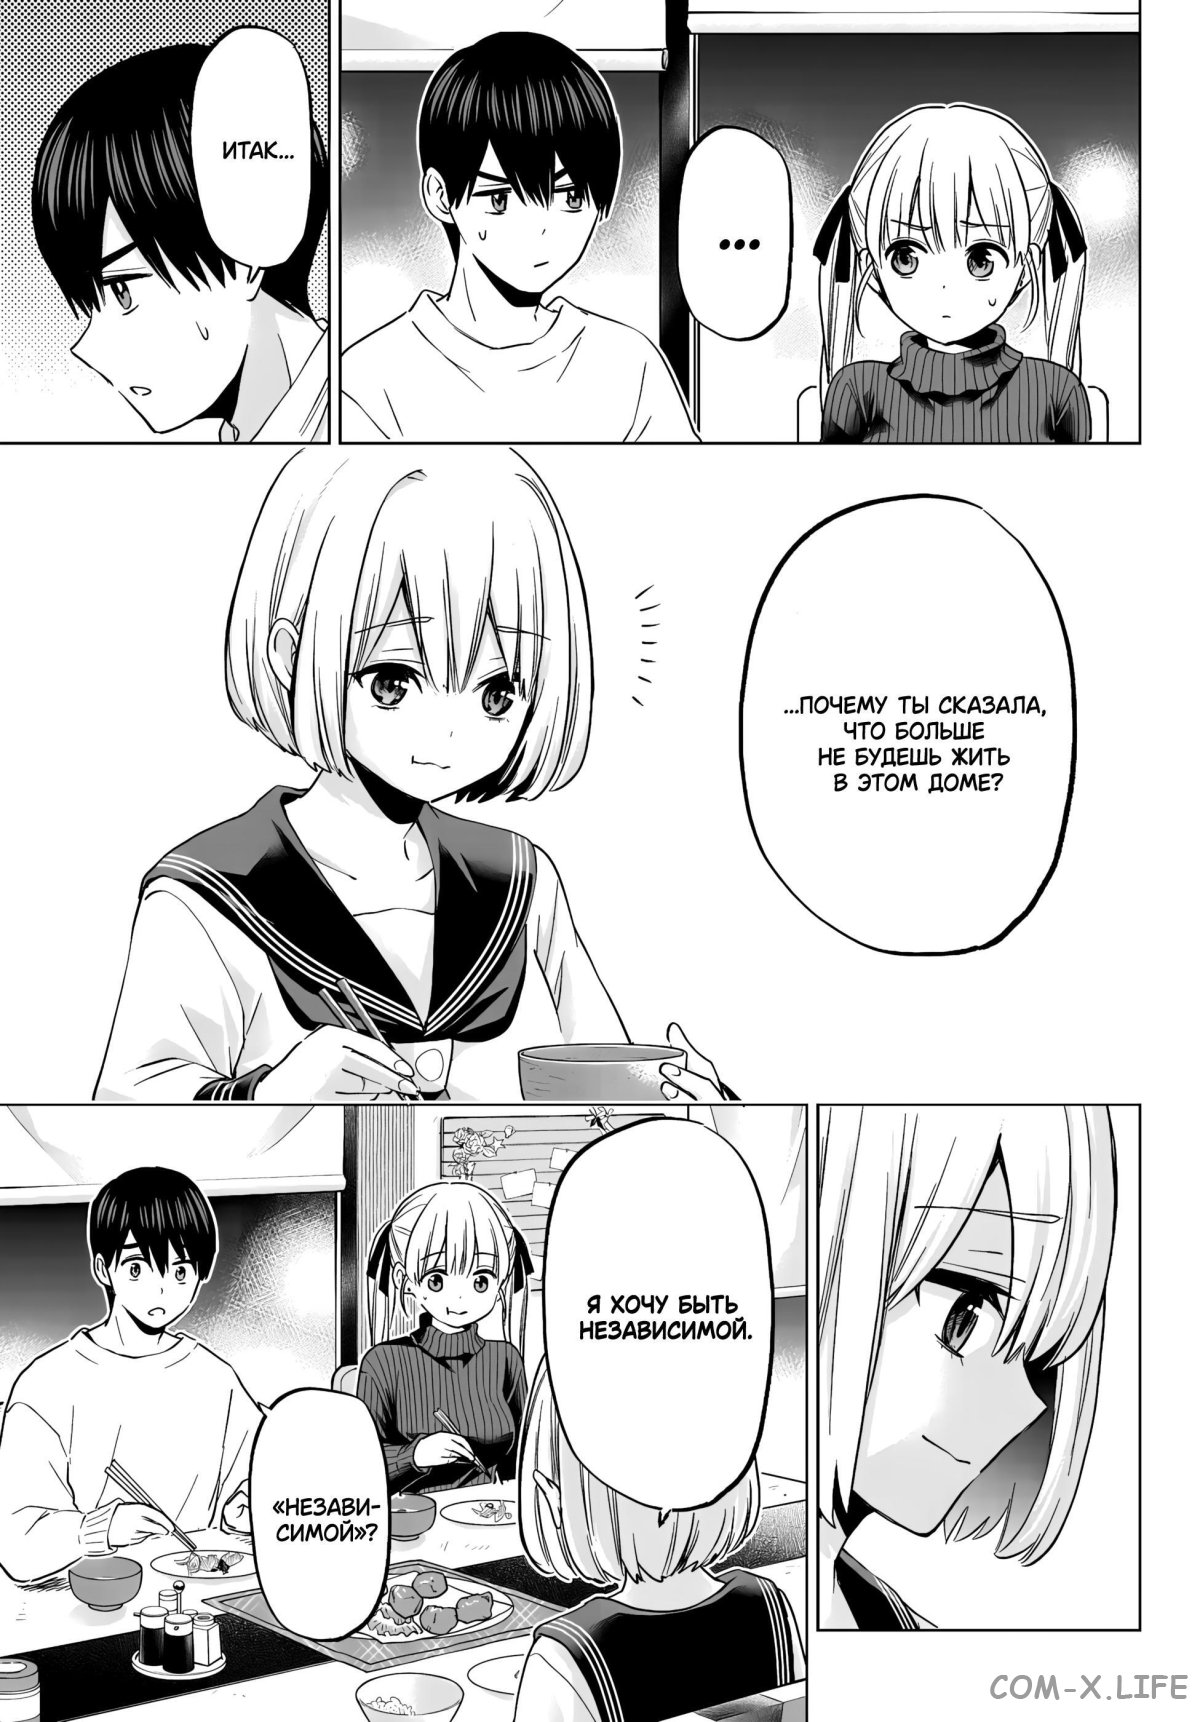 ...
ИТАК...
...ПОЧЕМУ ТЫ СКАЗАЛА,
ЧТО БОЛЬШЕ
НЕ БУДЕШЬ ЖИТЬ
В ЭТОМ ДОМЕ?
Я ХОЧУ БЫТЬ
НЕЗАВИСИМОЙ.
«НЕЗАВИ-
СИМОЙ»?
COM-X.LIFE